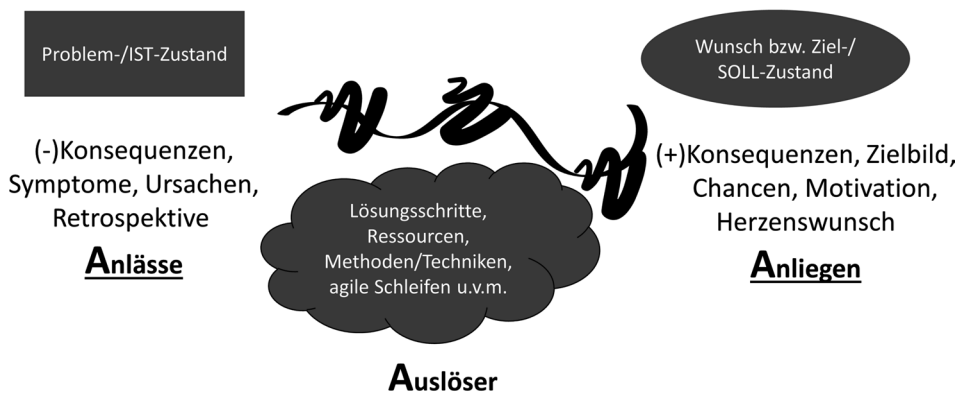 Problem-/IST-Zustand
(-)Konsequenzen,
Symptome, Ursachen,
Retrospektive
Anlässe
Lösungsschritte,
Ressourcen,
Methoden/Techniken,
agile Schleifen u.v.m.
Auslöser
Wunsch bzw. Ziel-/
SOLL-Zustand
(+)Konsequenzen, Zielbild,
Chancen, Motivation,
Herzenswunsch
Anliegen